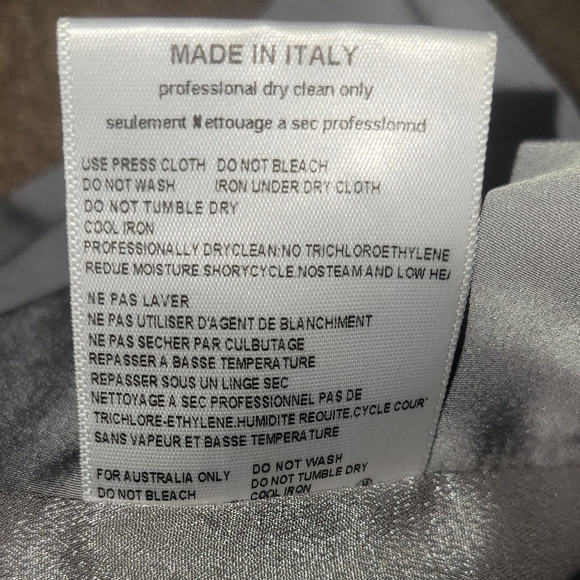 MADE IN ITALY
professional dry clean only
seulement Nettouage a sec professionnd
USE PRESS CLOTH DO NOT BLEACH
DO NOT WASH IRON UNDER DRY CLOTH
DO NOT TUMBLE DRY
COOL IRON
PROFESSIONALLY DRYCLEAN:NO TRICHLOROETHYLENE
REDUE MOISTURE.SHORYCYCLE.NOSTEAM AND LOW HEA
NE PAS LAVER
NE PAS UTILISER D'AGENT DE BLANCHIMENT
NE PAS SECHER PAR CULBUTAGE
REPASSER A BASSE TEMPERATURE
REPASSER SOUS UN LINGE SEC
NETTOYAGE A SEC PROFESSIONNEL PAS DE
TRICHLORE-ETHYLENE.HUMIDITE REOUITE.CYCLE COUR
SANS VAPEUR ET BASSE TEMPERATURE
FOR AUSTRALIA ONLY DO NOT WASH
DO NOT TUMBLE DRY
DO NOT BLEACH COOL IRON